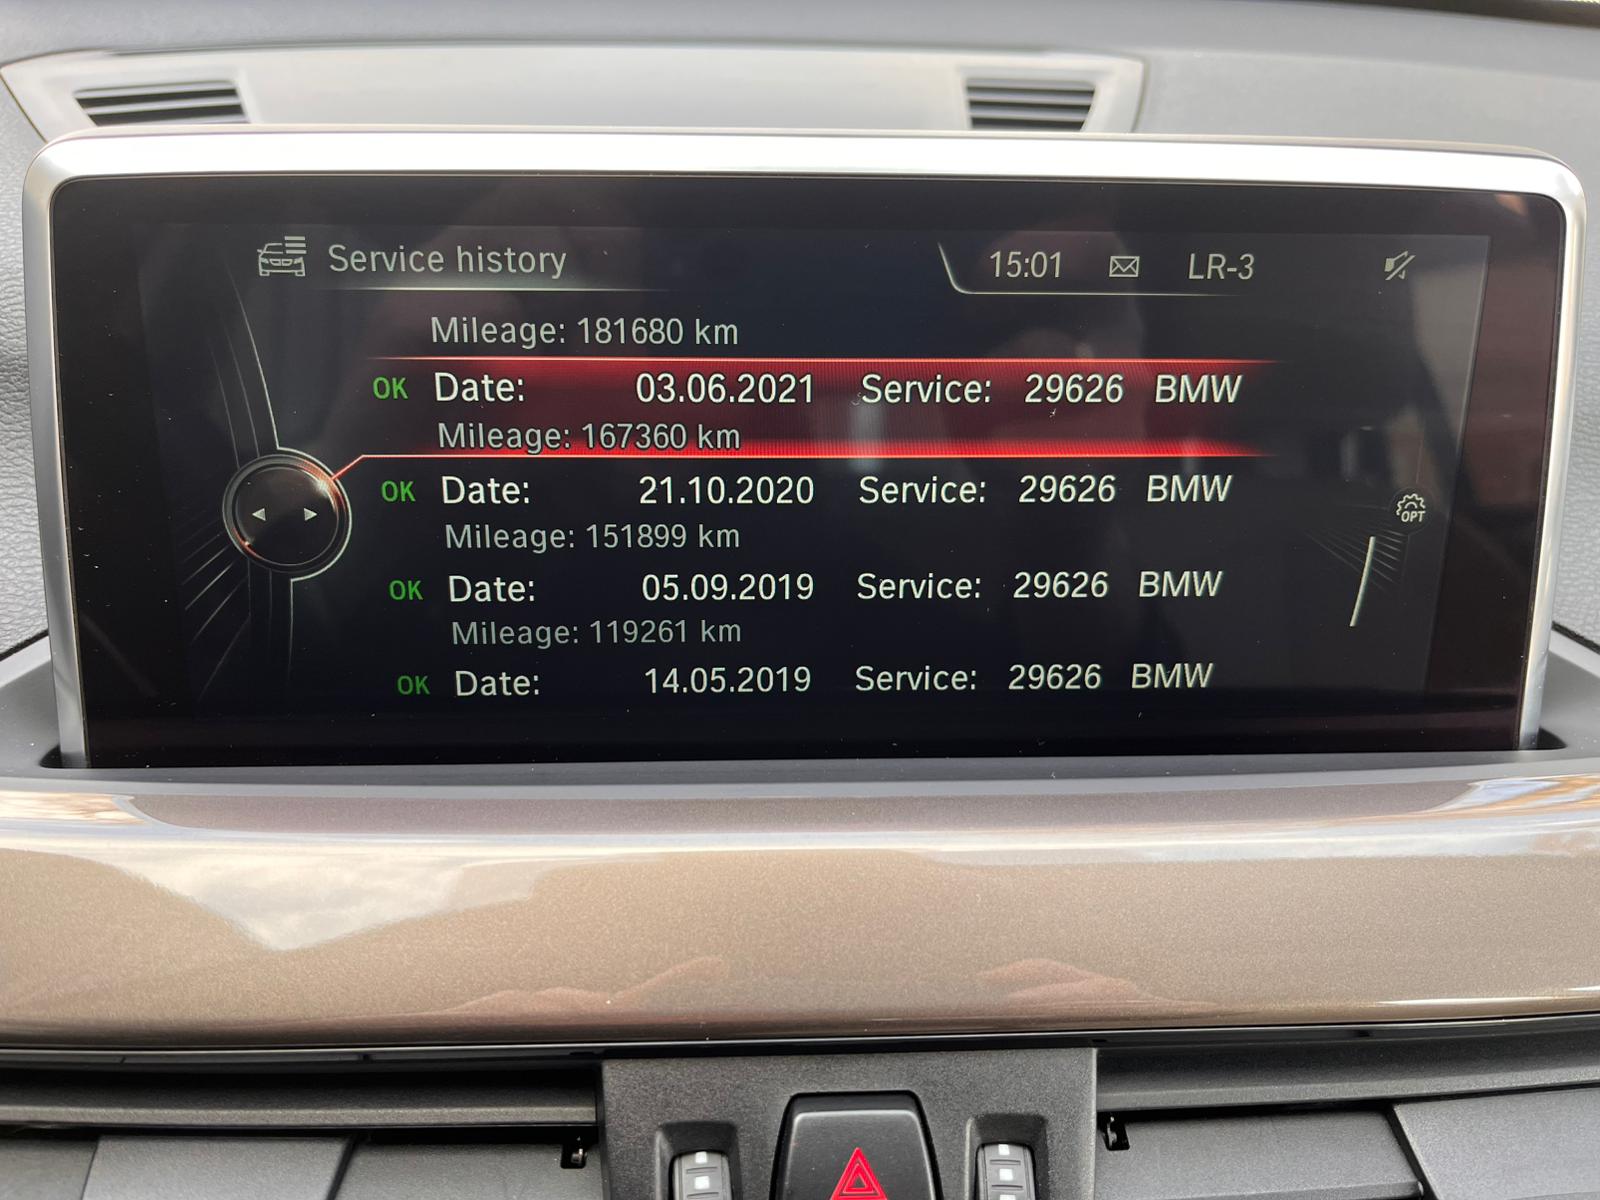 Service history 15:01 LR-3
Mileage: 181680 km
OK Date: 03.06.2021 Service: 29626 BMW
Mileage: 167360 km
OK Date: 21.10.2020 Service: 29626 BMW
Mileage: 151899 km
OPT
OK Date: 05.09.2019 Service: 29626 BMW
Mileage: 119261 km
OK Date: 14.05.2019 Service: 29626 BMW